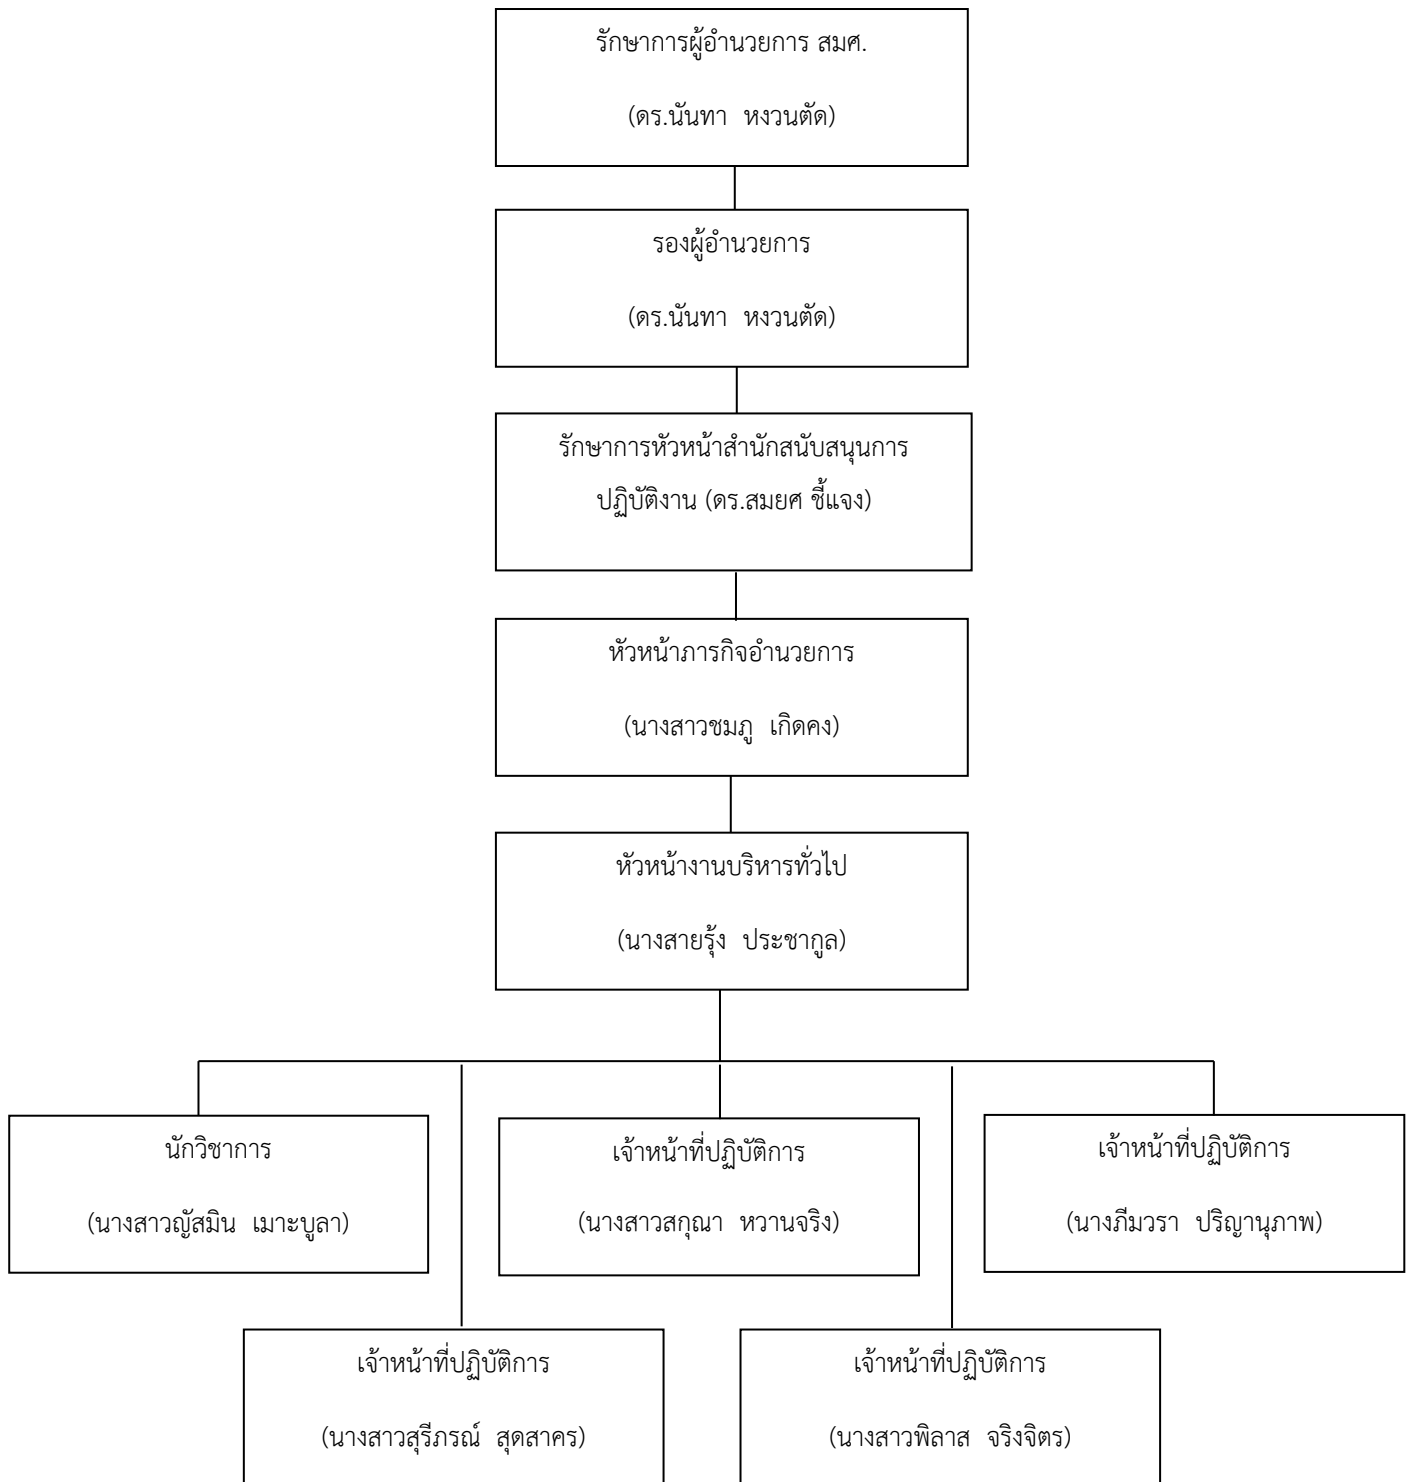 รักษาการผู้อำนวยการ สมศ.
(ดร.นันทา หงวนตัด)
รองผู้อำนวยการ
(ดร.นันทา หงวนตัด)
รักษาการหัวหน้าสำนักสนับสนุนการ
ปฏิบัติงาน (ดร.สมยศ ชี้แจง)
หัวหน้าภารกิจอำนวยการ
(นางสาวชมภู เกิดคง)
หัวหน้างานบริหารทั่วไป
(นางสายรุ้ง ประชากูล)
นักวิชาการ
(นางสาวญัสมิน เมาะบูลา)
เจ้าหน้าที่ปฏิบัติการ
(นางสาวสกุณา หวานจริง)
เจ้าหน้าที่ปฏิบัติการ
(นางภีมวรา ปริญานุภาพ)
เจ้าหน้าที่ปฏิบัติการ
(นางสาวสุรีภรณ์ สุดสาคร)
เจ้าหน้าที่ปฏิบัติการ
(นางสาวพิลาส จริงจิตร)